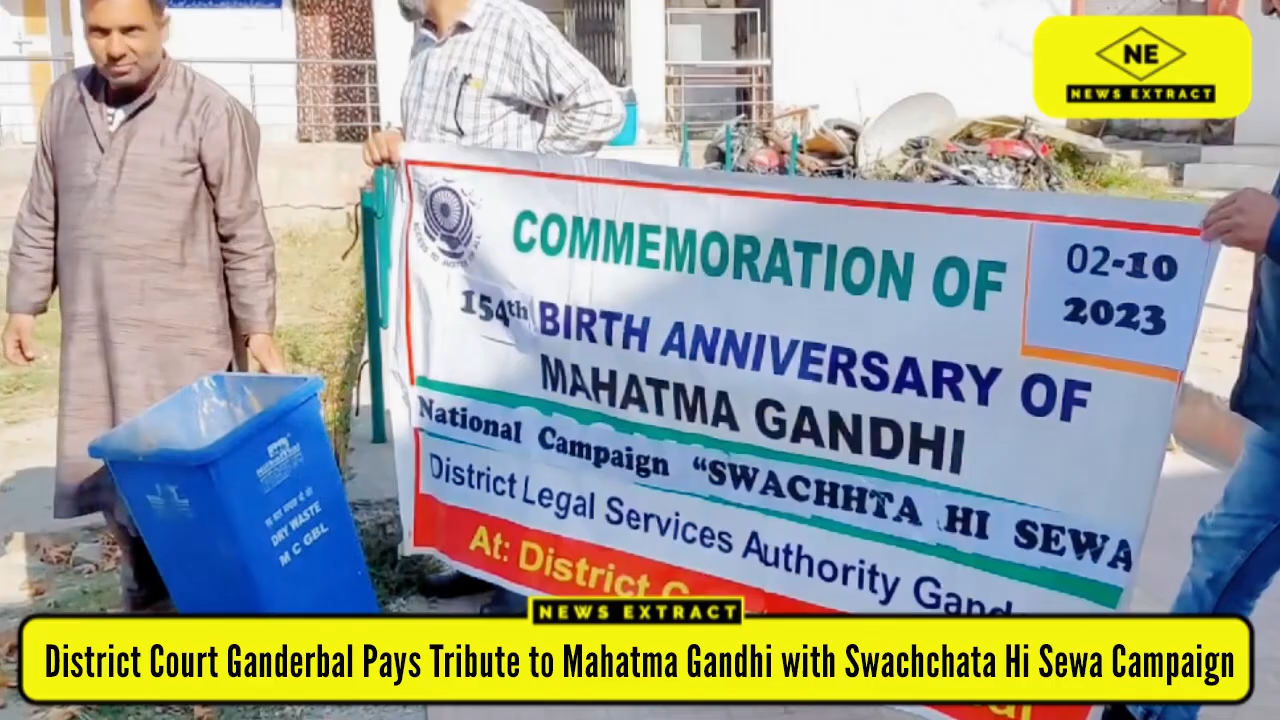 NE
NEWS EXTRACT
COMMEMORATION OF
02-10
2023
154th BIRTH ANNIVERSARY OF
MAHATMA GANDHI
National Campaign “SWACHHTA HI SEWA
District Legal Services Authority Gand
At: District C
DRY WASTE
M C GBL
NEWS EXTRACT
District Court Ganderbal Pays Tribute to Mahatma Gandhi with Swachchata Hi Sewa Campaign